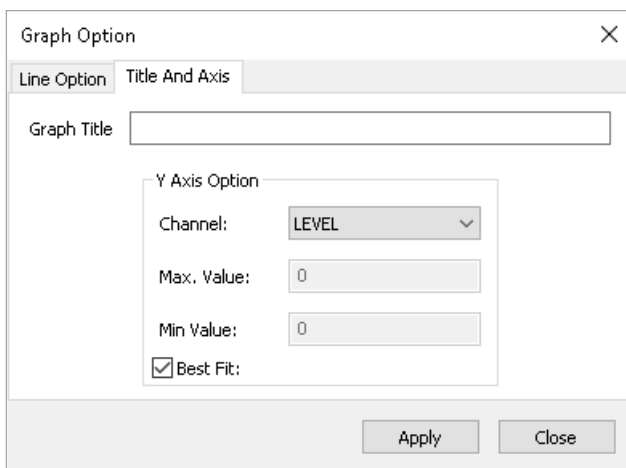 Graph Option
Line Option Title And Axis
Graph Title
Y Axis Option
Channel: LEVEL
Max. Value: 0
Min Value: 0
Best Fit:
Apply Close